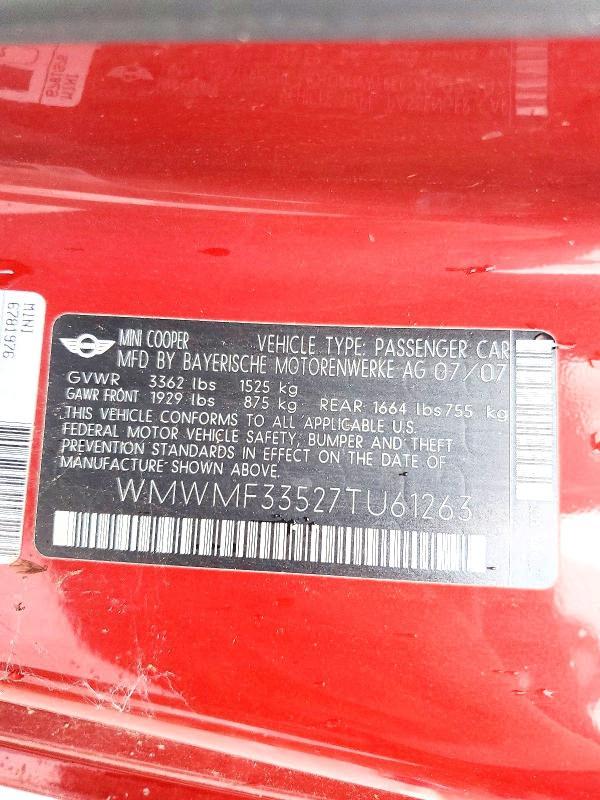 MINI
6781976
MINI COOPER VEHICLE TYPE: PASSENGER CAR
MFD BY BAYERISCHE MOTORENWERKE AG 07/07
GVWR 3362 lbs 1525 kg
GAWR FRONT 1929 lbs 875 kg REAR 1664 lbs 755 kg
THIS VEHICLE CONFORMS TO ALL APPLICABLE U.S.
FEDERAL MOTOR VEHICLE SAFETY, BUMPER AND THEFT
PREVENTION STANDARDS IN EFFECT ON THE DATE OF
MANUFACTURE SHOWN ABOVE.
WMWMF33527TU61263